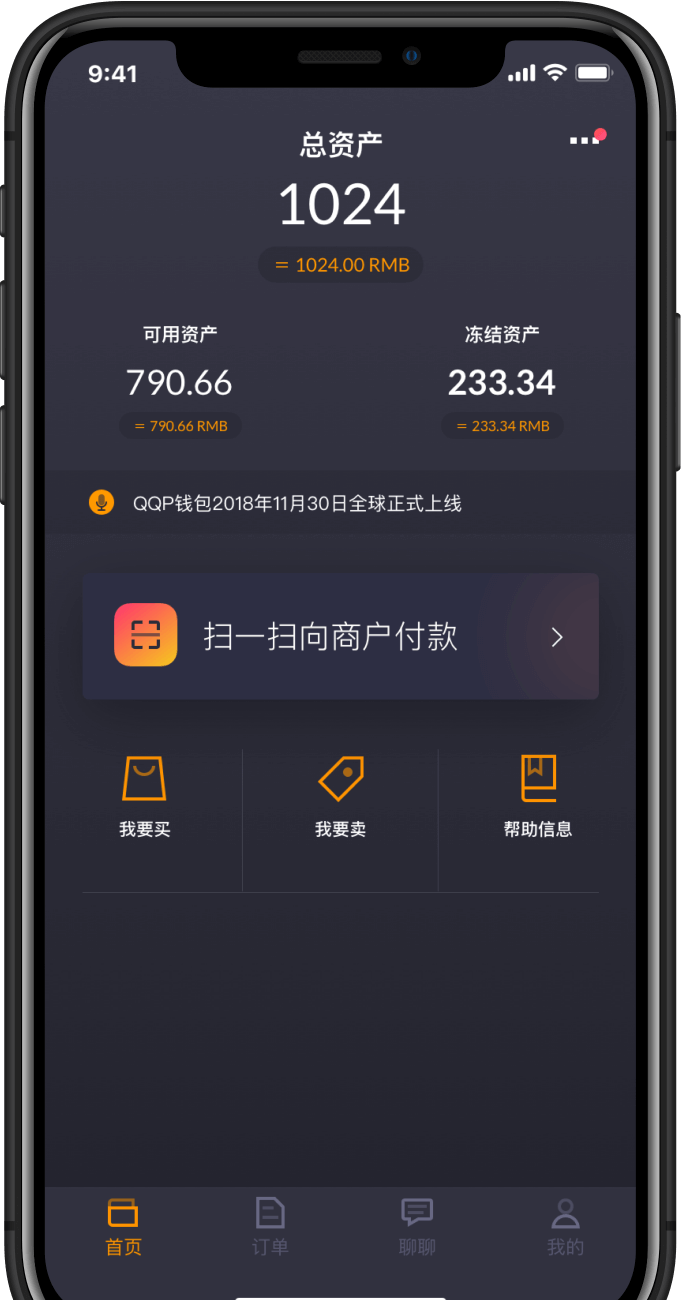 9:41
总资产
1024
= 1024.00 RMB
可用资产
冻结资产
790.66
233.34
= 790.66 RMB
= 233.34 RMB
QQP钱包2018年11月30日全球正式上线
扫一扫向商户付款
我要买
我要卖
帮助信息
首页
订单
聊聊
我的